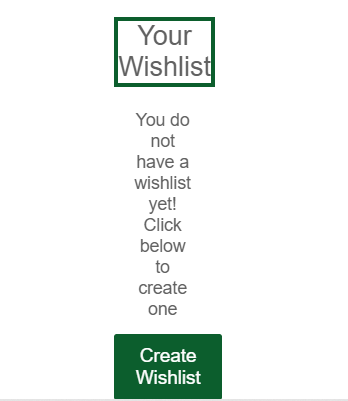 Your
Wishlist
You do
not
have a
wishlist
yet!
Click
below
to
create
one
Create
Wishlist